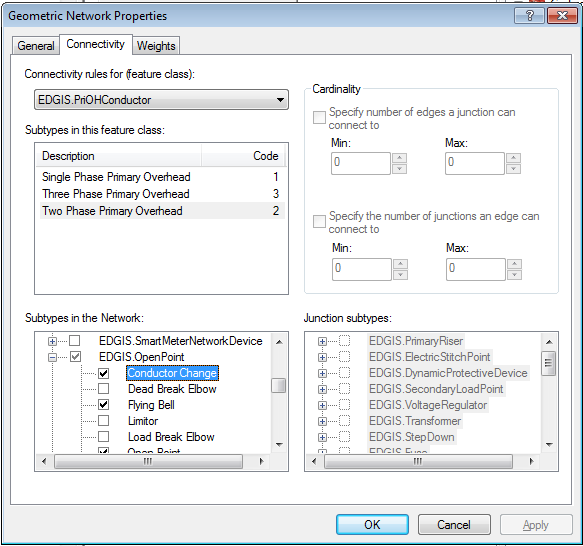 Geometric Network Properties
General Connectivity Weights
Connectivity rules for (feature class):
EDGIS.PriOHConductor
Subtypes in this feature class:
Description Code
Single Phase Primary Overhead 1
Three Phase Primary Overhead 3
Two Phase Primary Overhead 2
Cardinality
Specify number of edges a junction can
connect to
Min: Max:
0 0
Specify the number of junctions an edge can
connect to
Min: Max:
0 0
Subtypes in the Network:
EDGIS.SmartMeterNetworkDevice
EDGIS.OpenPoint
Conductor Change
Dead Break Elbow
Flying Bell
Limitor
Load Break Elbow
Open Point
Junction subtypes:
EDGIS.PrimaryRiser
EDGIS.ElectricStitchPoint
EDGIS.DynamicProtectiveDevice
EDGIS.SecondaryLoadPoint
EDGIS.VoltageRegulator
EDGIS.Transformer
EDGIS.StepDown
EDGIS.Fuse
OK Cancel Apply